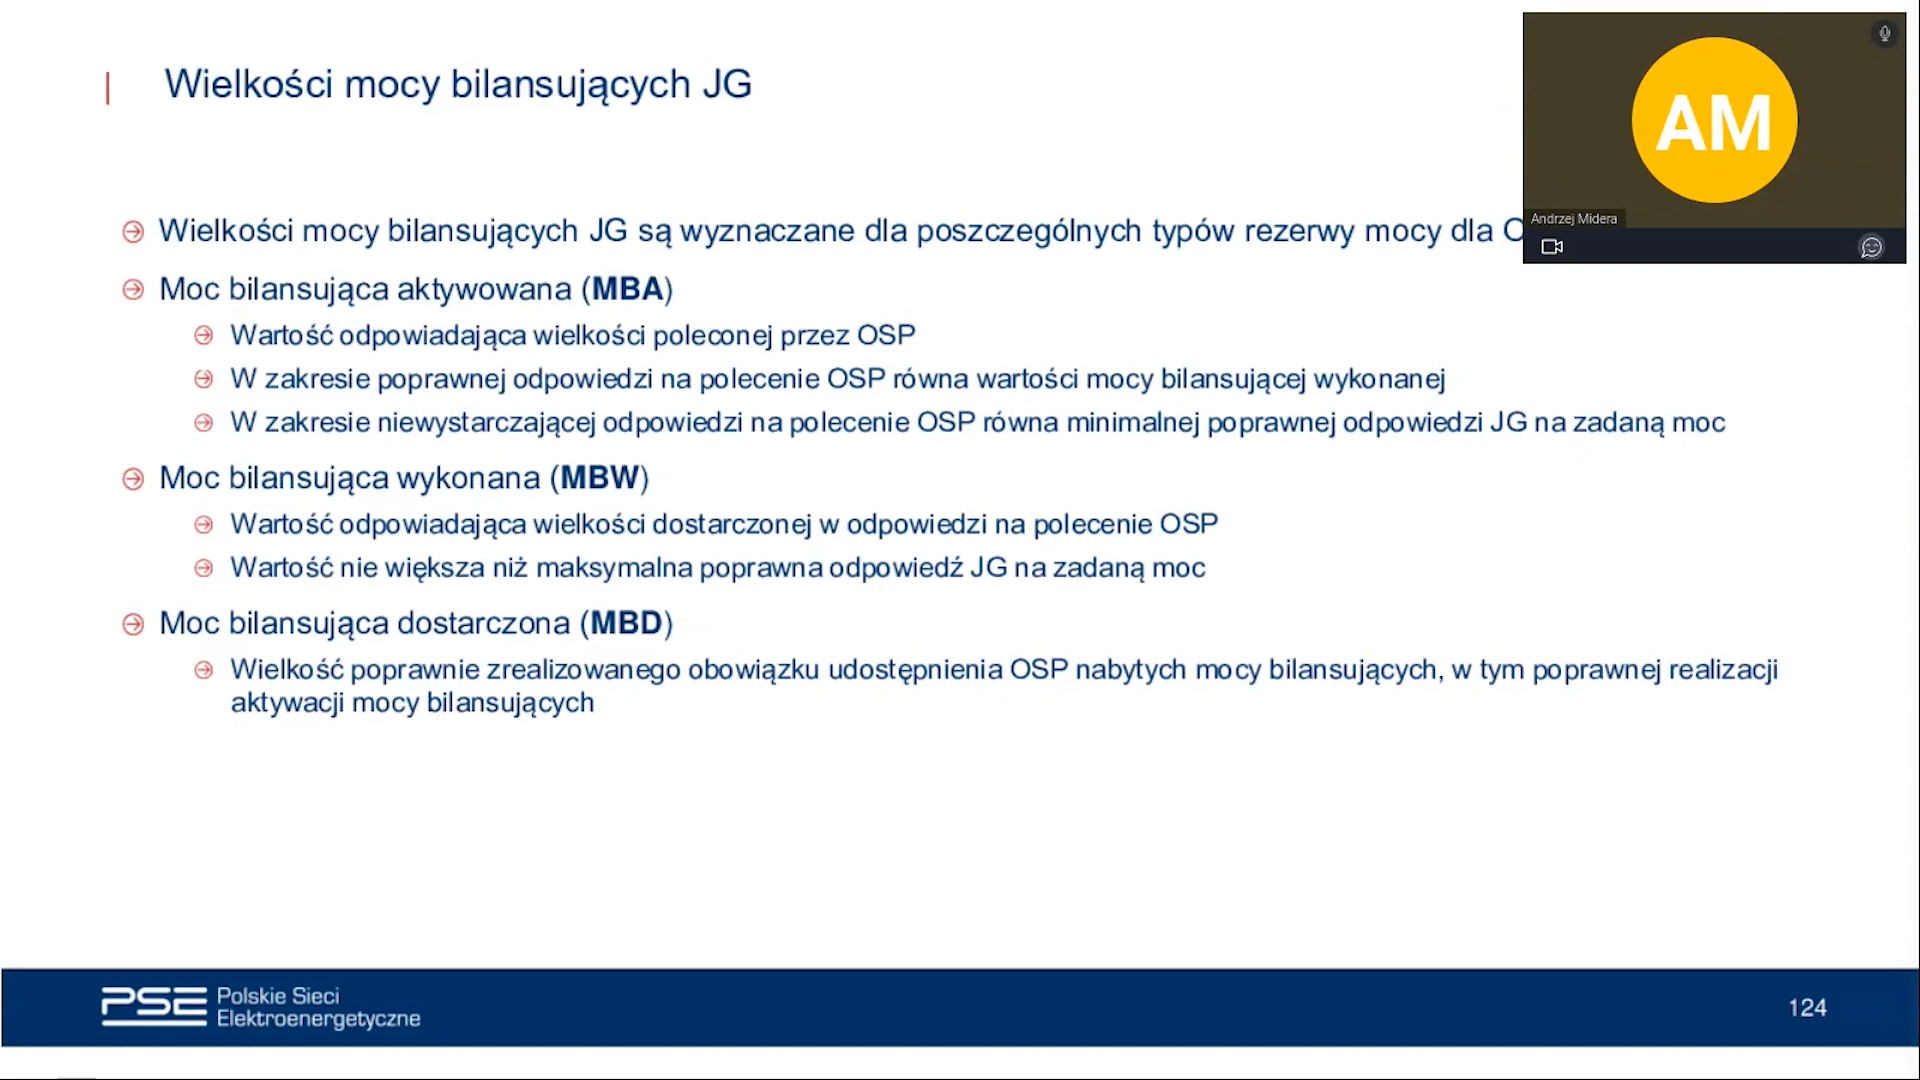 Wielkości mocy bilansujących JG
Wielkości mocy bilansujących JG są wyznaczane dla poszczególnych typów rezerwy mocy dla
Moc bilansująca aktywowana (MBA)
Wartość odpowiadająca wielkości poleconej przez OSP
W zakresie poprawnej odpowiedzi na polecenie OSP równa wartości mocy bilansującej wykonanej
W zakresie niewystarczającej odpowiedzi na polecenie OSP równa minimalnej poprawnej odpowiedzi JG na zadaną moc
Moc bilansująca wykonana (MBW)
Wartość odpowiadająca wielkości dostarczonej w odpowiedzi na polecenie OSP
Wartość nie większa niż maksymalna poprawna odpowiedź JG na zadaną moc
Moc bilansująca dostarczona (MBD)
Wielkość poprawnie zrealizowanego obowiązku udostępnienia OSP nabytych mocy bilansujących, w tym poprawnej realizacji
aktywacji mocy bilansujących
AM
Andrzej Midera
PSE Polskie Sieci
Elektroenergetyczne
124